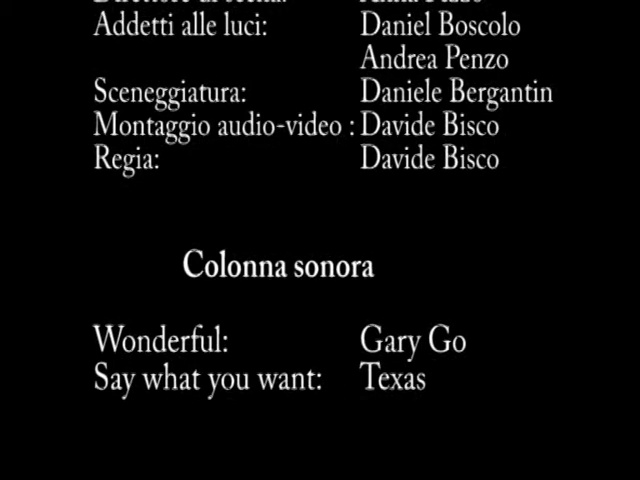 Addetti alle luci: Daniel Boscolo
Andrea Penzo
Sceneggiatura: Daniele Bergantin
Montaggio audio-video : Davide Bisco
Regia: Davide Bisco
Colonna sonora
Wonderful: Gary Go
Say what you want: Texas